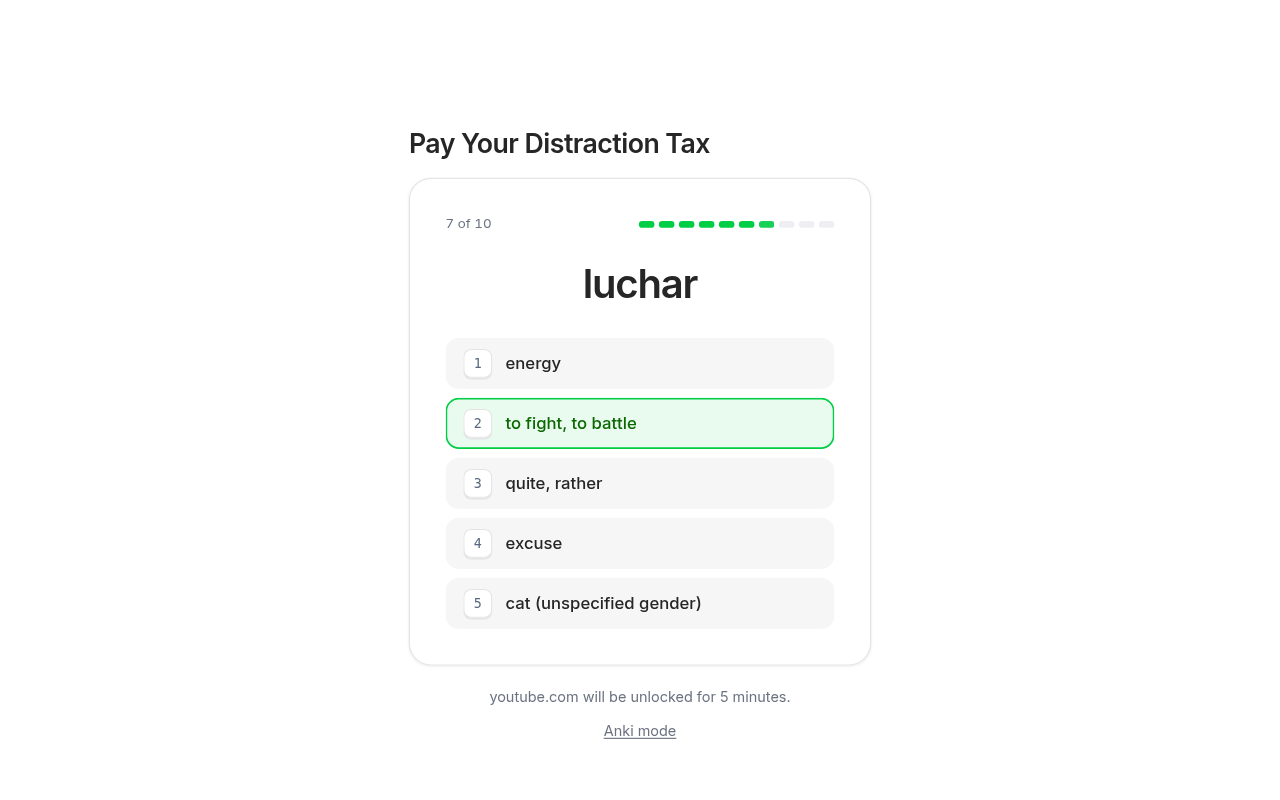 Pay Your Distraction Tax
7 of 10
luchar
1 energy
2 to fight, to battle
3 quite, rather
4 excuse
5 cat (unspecified gender)
youtube.com will be unlocked for 5 minutes.
Anki mode